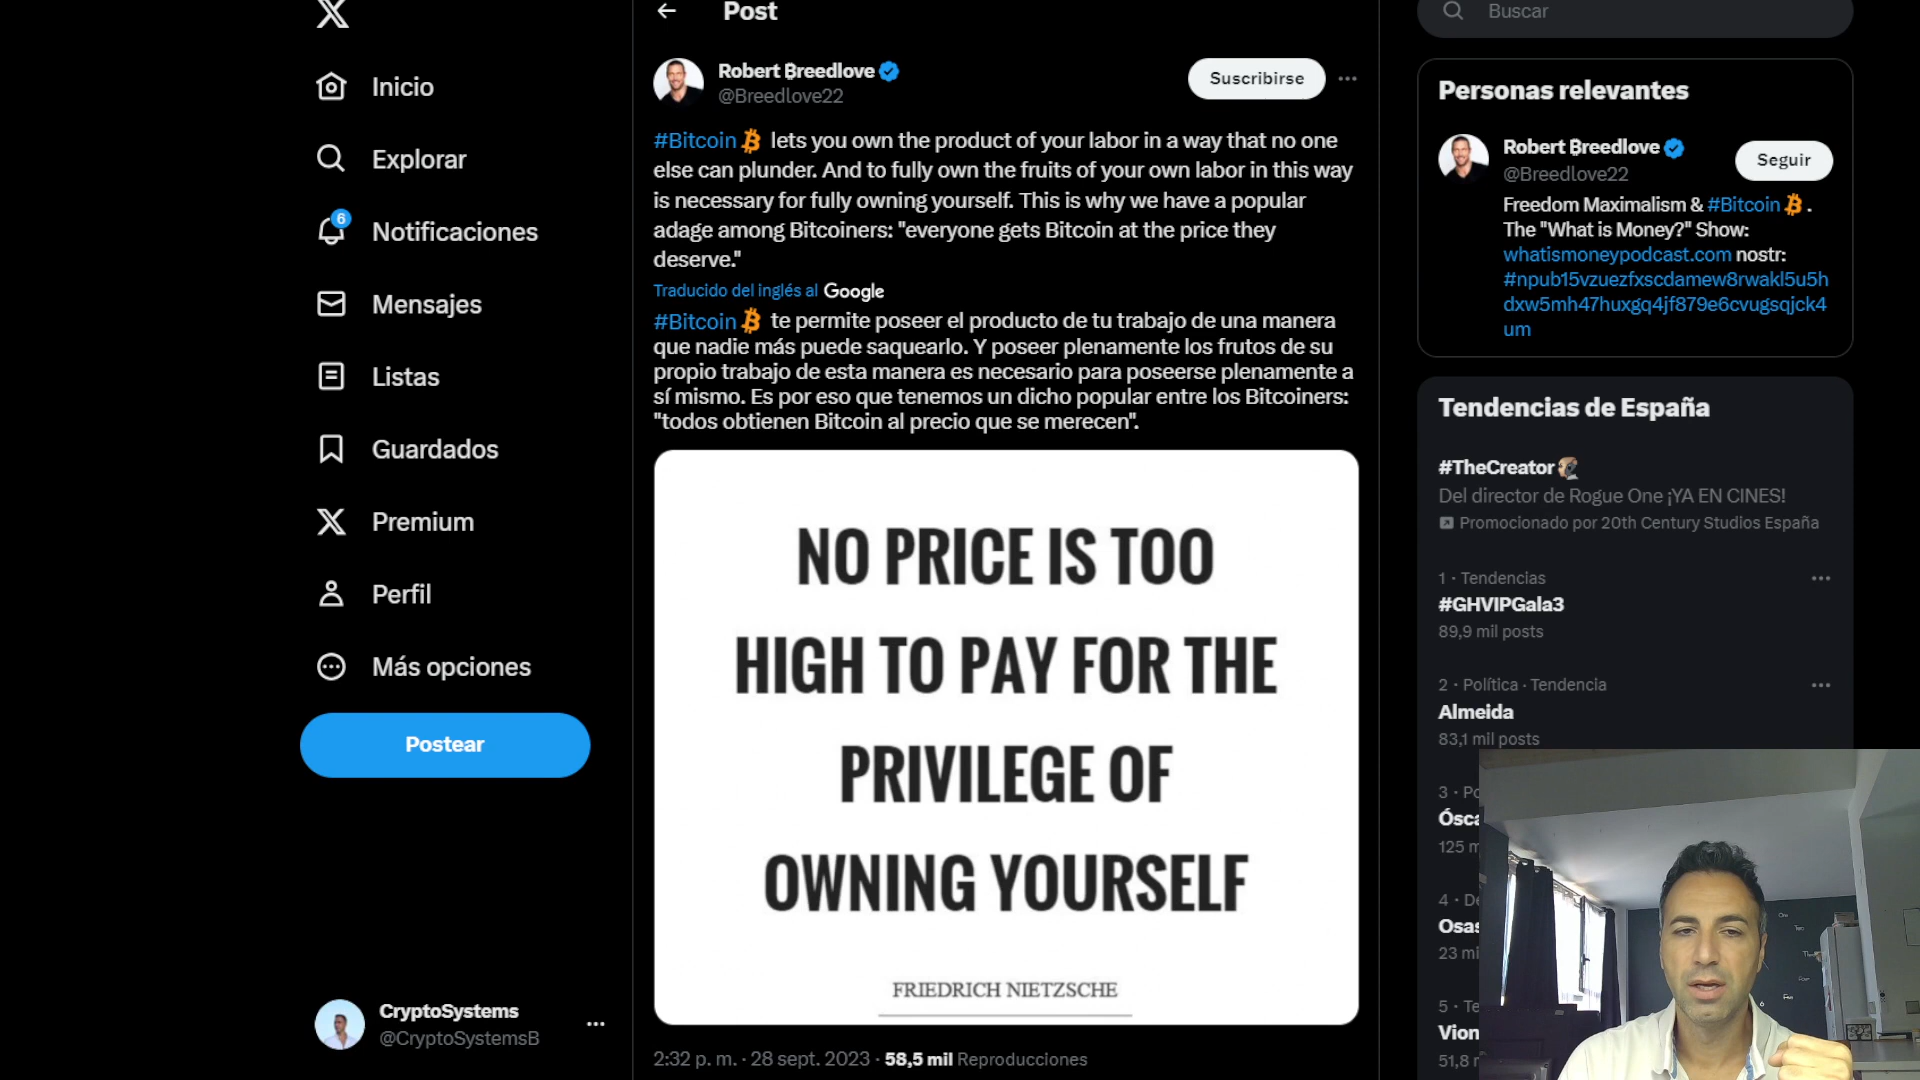 Inicio
Explorar
6
Notificaciones
Mensajes
Listas
Guardados
Premium
Perfil
Más opciones
Postear
CryptoSystems
@CryptoSystemsB
Post
Robert ₿reedlove
@Breedlove22
Suscribirse
#Bitcoin lets you own the product of your labor in a way that no one
else can plunder. And to fully own the fruits of your own labor in this way
is necessary for fully owning yourself. This is why we have a popular
adage among Bitcoiners: "everyone gets Bitcoin at the price they
deserve."
Traducido del inglés al Google
#Bitcoin te permite poseer el producto de tu trabajo de una manera
que nadie más puede saquearlo. Y poseer plenamente los frutos de su
propio trabajo de esta manera es necesario para poseerse plenamente a
sí mismo. Es por eso que tenemos un dicho popular entre los Bitcoiners:
"todos obtienen Bitcoin al precio que se merecen".
NO PRICE IS TOO
HIGH TO PAY FOR THE
PRIVILEGE OF
OWNING YOURSELF
FRIEDRICH NIETZSCHE
2:32 p. m. · 28 sept. 2023 · 58,5 mil Reproducciones
Buscar
Personas relevantes
Robert ₿reedlove
@Breedlove22
Seguir
Freedom Maximalism & #Bitcoin .
The "What is Money?" Show:
whatismoneypodcast.com nostr:
#npub15vzuezfxscdamew8rwakl5u5h
dxw5mh47huxgq4jf879e6cvugsqjck4
um
Tendencias de España
#TheCreator
Del director de Rogue One ¡YA EN CINES!
Promocionado por 20th Century Studios España
1 · Tendencias
#GHVIPGala3
89,9 mil posts
2 · Política · Tendencia
Almeida
83,1 mil posts
3 ·
125
4 ·
23
5 ·
51,8